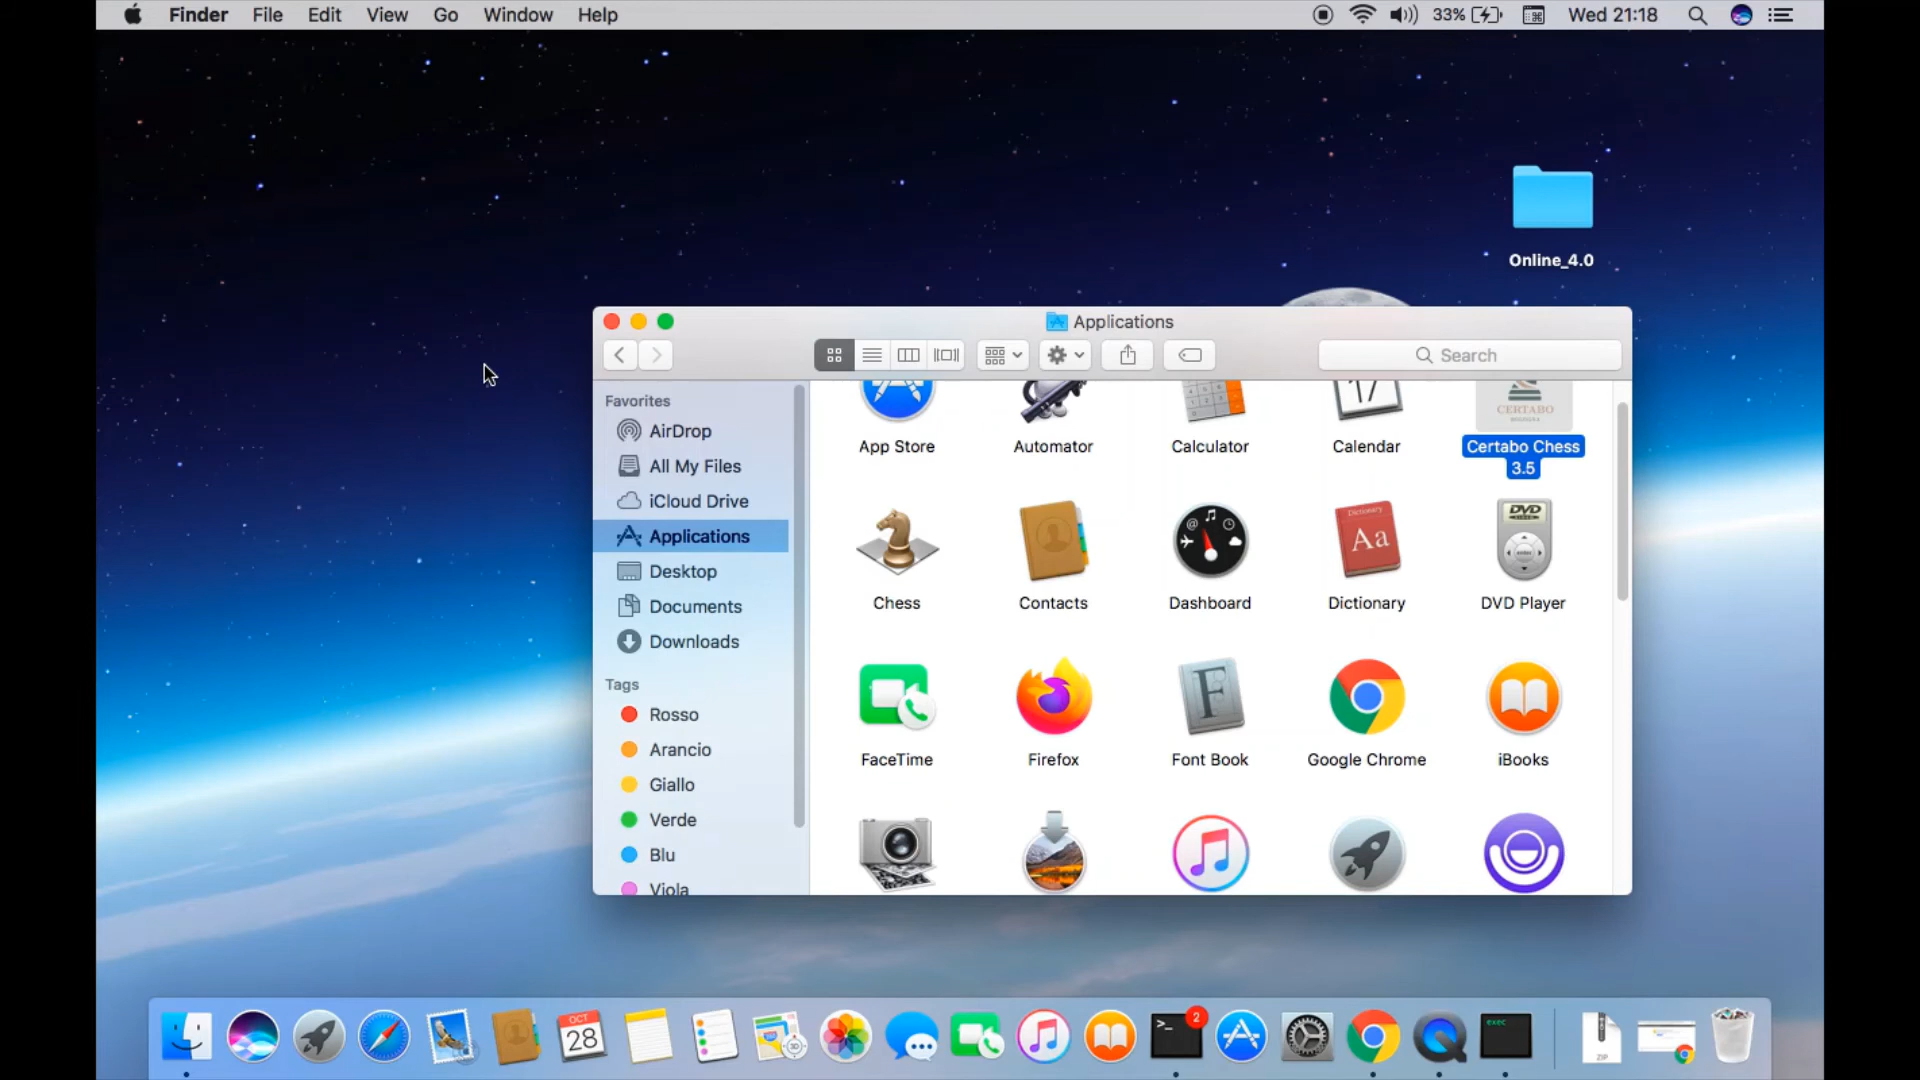 Finder File Edit View Go Window Help
33% Wed 21:18
Online_4.0
Applications
Search
Favorites
AirDrop
All My Files
iCloud Drive
Applications
Desktop
Documents
Downloads
Tags
Rosso
Arancio
Giallo
Verde
Blu
Viola
17
CERTABO
App Store Automator Calculator Calendar Certabo Chess
3.5
Dictionary
Aa
DVD
Chess Contacts Dashboard Dictionary DVD Player
F
FaceTime Firefox Font Book Google Chrome iBooks
OCT
28
3D
>_
2
exec
ZIP